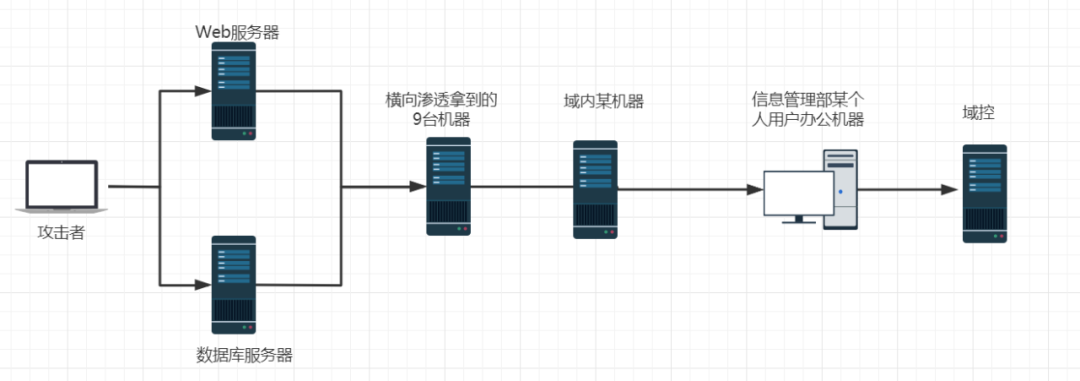 Web服务器
横向渗透拿到的
9台机器
域内某机器
信息管理部某个
人用户办公机器
域控
攻击者
数据库服务器